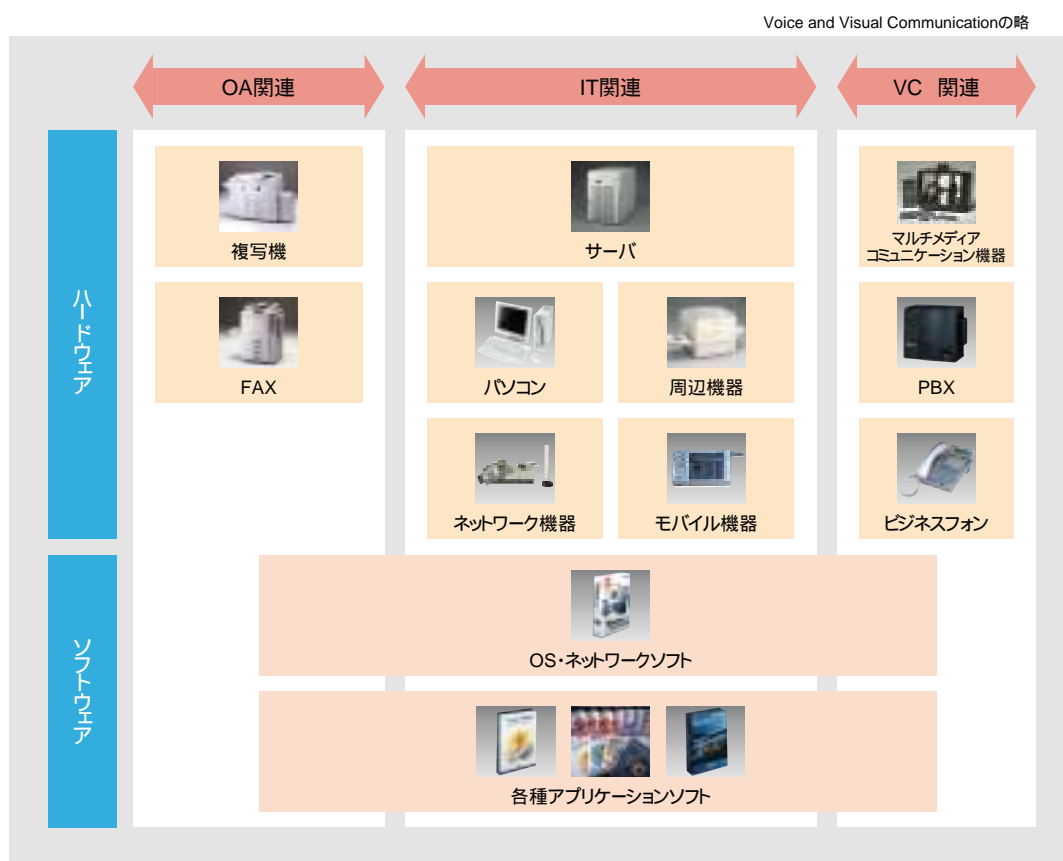 Voice and Visual Communicationの略
OA関連
IT関連
VC 関連
ハードウェア
複写機
サーバ
マルチメディア
コミュニケーション機器
FAX
パソコン
周辺機器
PBX
ネットワーク機器
モバイル機器
ビジネスフォン
ソフトウェア
OS・ネットワークソフト
各種アプリケーションソフト